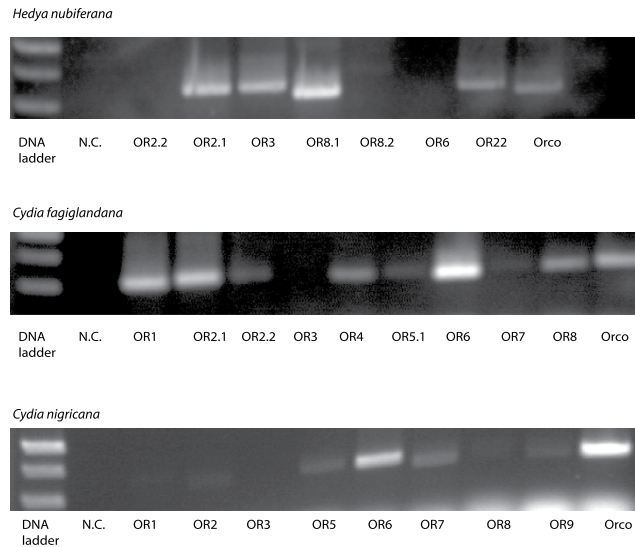 Hedya nubiferana
DNA ladder N.C. OR2.2 OR2.1 OR3 OR8.1 OR8.2 OR6 OR22 Orco
Cydia fagiglandana
DNA ladder N.C. OR1 OR2.1 OR2.2 OR3 OR4 OR5.1 OR6 OR7 OR8 Orco
Cydia nigricana
DNA ladder N.C. OR1 OR2 OR3 OR5 OR6 OR7 OR8 OR9 Orco